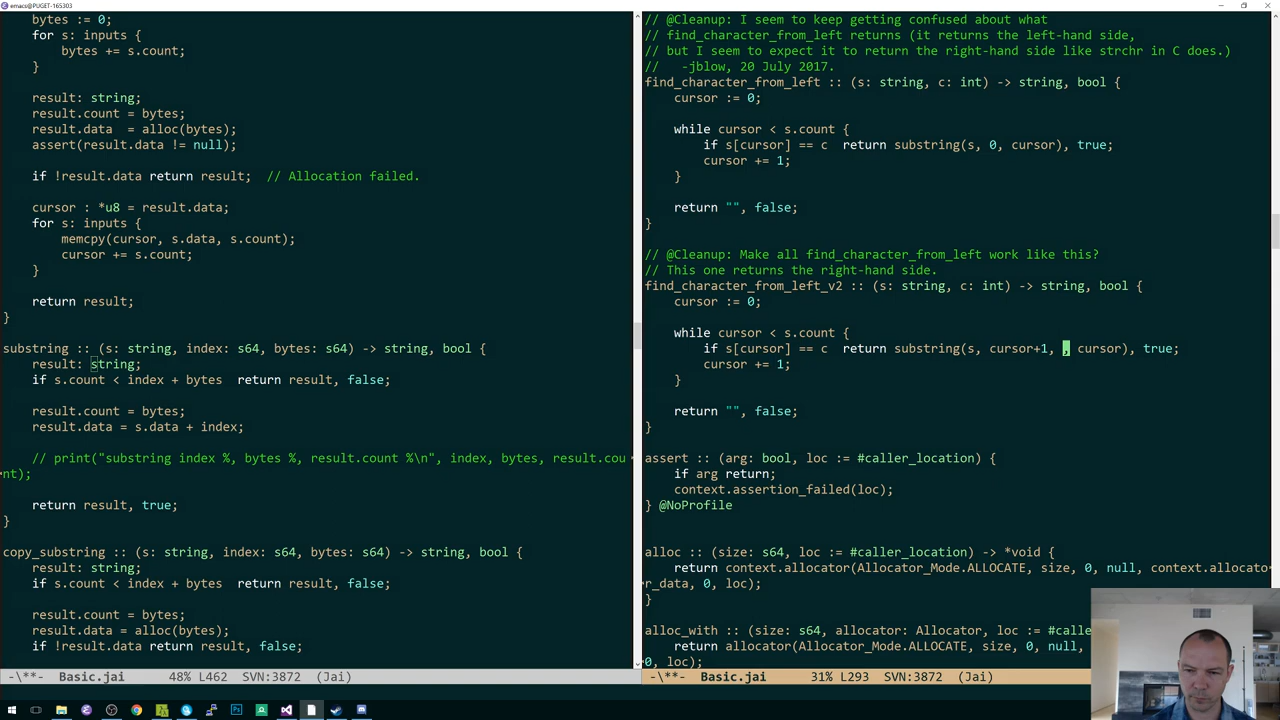 emacs@PUGET-165303
bytes := 0;
for s: inputs {
bytes += s.count;
}
result: string;
result.count = bytes;
result.data  = alloc(bytes);
assert(result.data != null);
if !result.data return result;  // Allocation failed.
cursor : *u8 = result.data;
for s: inputs {
memcpy(cursor, s.data, s.count);
cursor += s.count;
}
return result;
}
substring :: (s: string, index: s64, bytes: s64) -> string, bool {
result: string;
if s.count < index + bytes  return result, false;
result.count = bytes;
result.data = s.data + index;
// print("substring index %, bytes %, result.count %\n", index, bytes, result.cou
nt);
return result, true;
}
copy_substring :: (s: string, index: s64, bytes: s64) -> string, bool {
result: string;
if s.count < index + bytes  return result, false;
result.count = bytes;
result.data = alloc(bytes);
if !result.data return result, false;
-\**-  Basic.jai      48% L462   SVN:3872  (Jai)
// @Cleanup: I seem to keep getting confused about what
// find_character_from_left returns (it returns the left-hand side,
// but I seem to expect it to return the right-hand side like strchr in C does.)
//   -jblow, 20 July 2017.
find_character_from_left :: (s: string, c: int) -> string, bool {
cursor := 0;
while cursor < s.count {
if s[cursor] == c  return substring(s, 0, cursor), true;
cursor += 1;
}
return "", false;
}
// @Cleanup: Make all find_character_from_left work like this?
// This one returns the right-hand side.
find_character_from_left_v2 :: (s: string, c: int) -> string, bool {
cursor := 0;
while cursor < s.count {
if s[cursor] == c  return substring(s, cursor+1, , cursor), true;
cursor += 1;
}
return "", false;
}
assert :: (arg: bool, loc := #caller_location) {
if arg return;
context.assertion_failed(loc);
} @NoProfile
alloc :: (size: s64, loc := #caller_location) -> *void {
return context.allocator(Allocator_Mode.ALLOCATE, size, 0, null, context.allocato
r_data, 0, loc);
}
alloc_with :: (size: s64, allocator: Allocator, loc := #calle
return allocator(Allocator_Mode.ALLOCATE, size, 0, null,
0, loc);
-\**-  Basic.jai      31% L293   SVN:3872  (Jai)